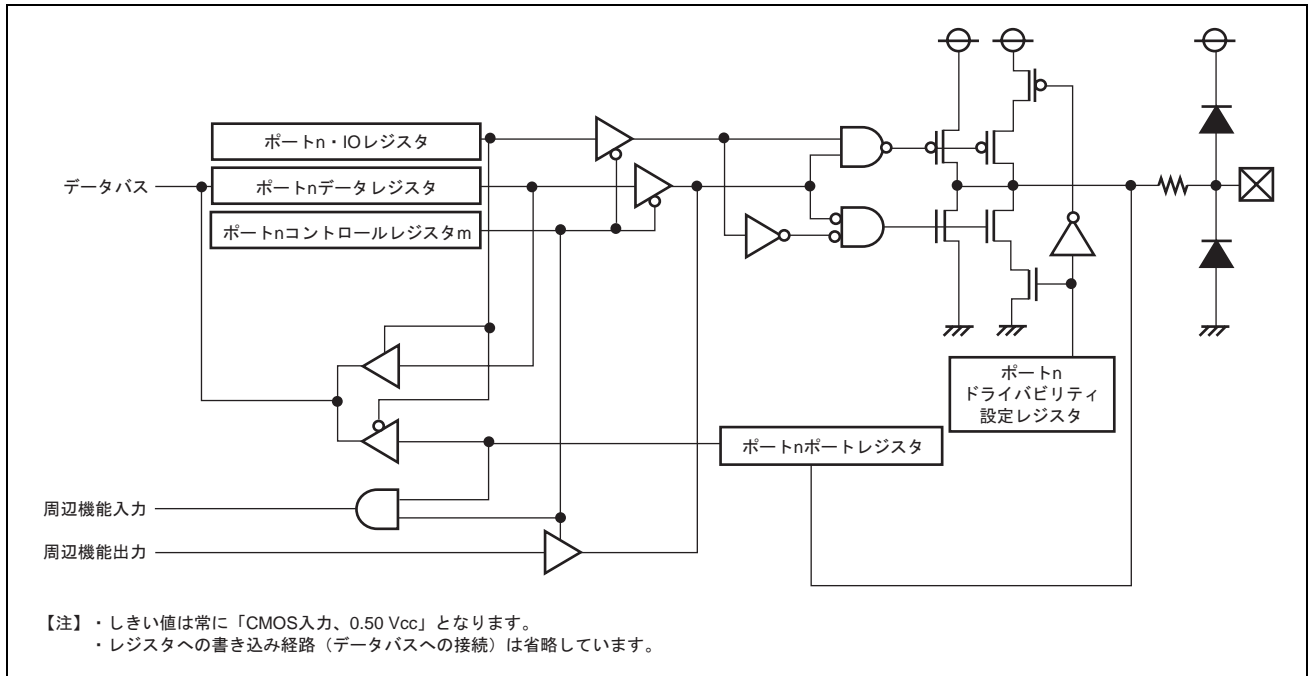 ポートn・IOレジスタ
データバス
ポートnデータレジスタ
ポートnコントロールレジスタm
ポートn
ドライバビリティ
設定レジスタ
ポートnポートレジスタ
周辺機能入力
周辺機能出力
【注】・しきい値は常に「CMOS入力、0.50 Vcc」となります。
・レジスタへの書き込み経路（データバスへの接続）は省略しています。